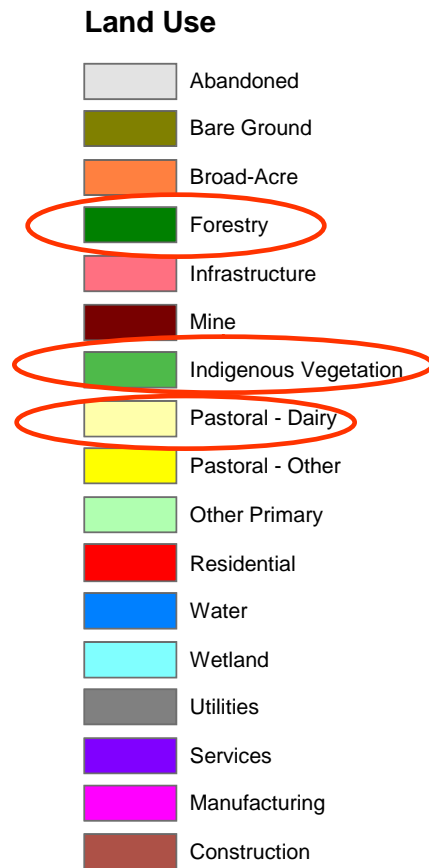 Land Use
Abandoned
Bare Ground
Broad-Acre
Forestry
Infrastructure
Mine
Indigenous Vegetation
Pastoral - Dairy
Pastoral - Other
Other Primary
Residential
Water
Wetland
Utilities
Services
Manufacturing
Construction